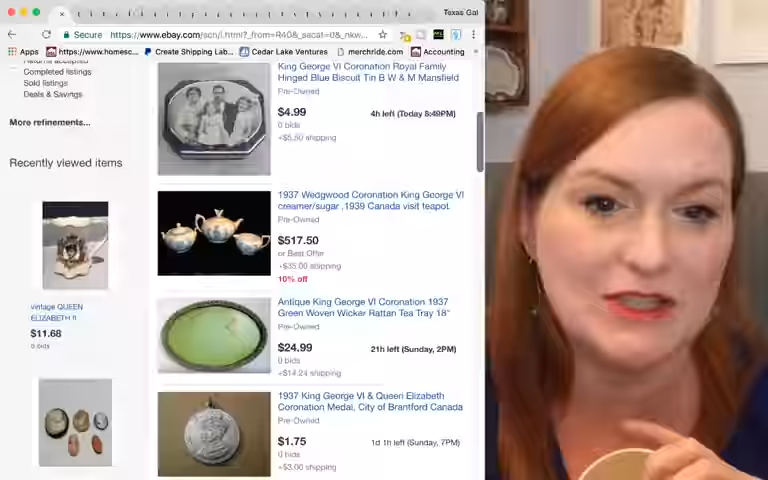 Texas Gal
Secure
https://www.ebay.com/sch/i.html?_from=R40&_sacat=0&_nkw...
Apps
https://www.homesc...
Create Shipping Lab...
Cedar Lake Ventures
merchride.com
Accounting
»
Returns accepted
Completed listings
Sold listings
Deals & Savings
More refinements...
Recently viewed items
vintage QUEEN
ELIZABETH II
$11.68
0 bids
King George VI Coronation Royal Family
Hinged Blue Biscuit Tin B W & M Mansfield
Pre-Owned
$4.99
4h left (Today 8:49PM)
0 bids
+$5.50 shipping
1937 Wedgwood Coronation King George VI
creamer/sugar ,1939 Canada visit teapot
Pre-Owned
$517.50
or Best Offer
+$35.00 shipping
10% off
Antique King George VI Coronation 1937
Green Woven Wicker Rattan Tea Tray 18"
Pre-Owned
$24.99
21h left (Sunday, 2PM)
0 bids
+$14.24 shipping
1937 King George VI & Queen Elizabeth
Coronation Medal, City of Brantford Canada
Pre-Owned
$1.75
1d 1h left (Sunday, 7PM)
0 bids
+$3.00 shipping